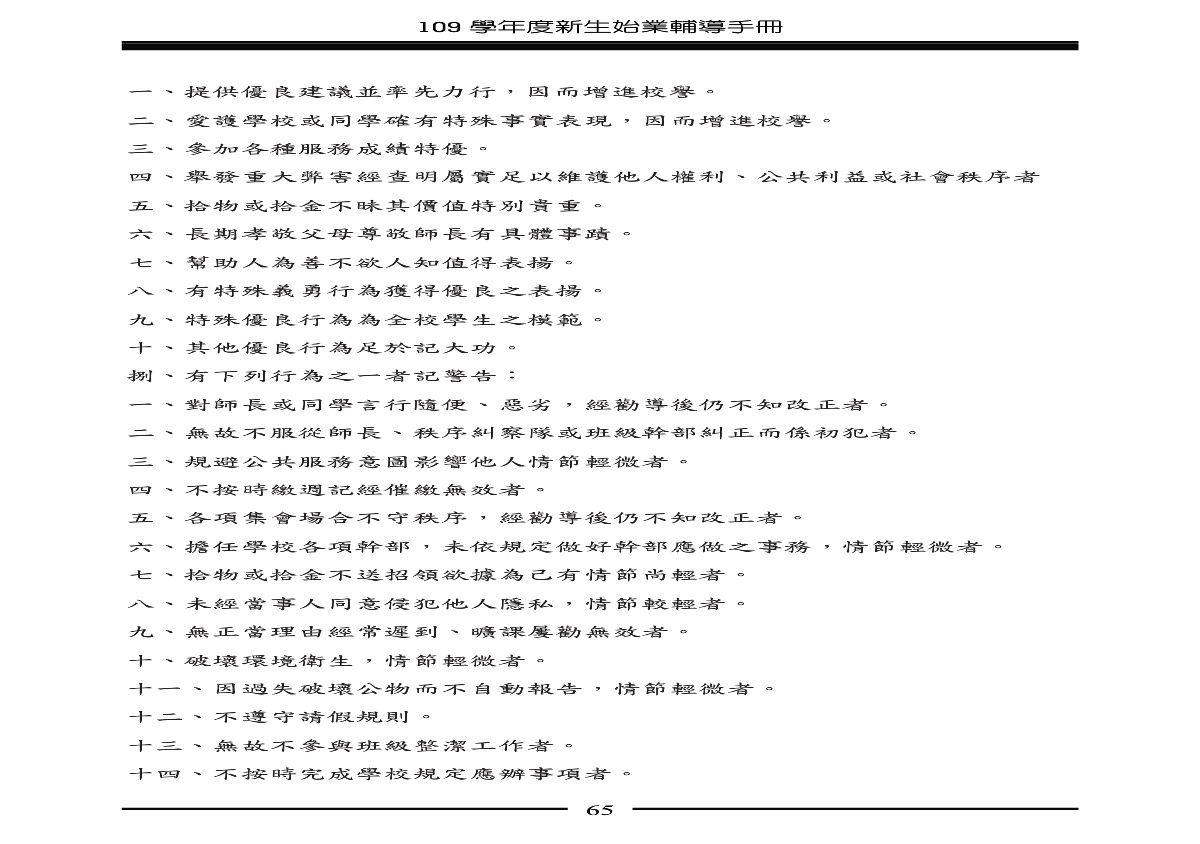 109 學年度新生始業輔導手冊
一、提供優良建議並率先力行，因而增進校譽。
二、愛護學校或同學確有特殊事實表現，因而增進校譽。
三、參加各種服務成績特優。
四、舉發重大弊害經查明屬實足以維護他人權利、公共利益或社會秩序者
五、拾物或拾金不昧其價值特別貴重。
六、長期孝敬父母尊敬師長有具體事蹟。
七、幫助人為善不欲人知值得表揚。
八、有特殊義勇行為獲得優良之表揚。
九、特殊優良行為為全校學生之模範。
十、其他優良行為足於記大功。
捌、有下列行為之一者記警告：
一、對師長或同學言行隨便、惡劣，經勸導後仍不知改正者。
二、無故不服從師長、秩序糾察隊或班級幹部糾正而係初犯者。
三、規避公共服務意圖影響他人情節輕微者。
四、不按時繳週記經催繳無效者。
五、各項集會場合不守秩序，經勸導後仍不知改正者。
六、擔任學校各項幹部，未依規定做好幹部應做之事務，情節輕微者。
七、拾物或拾金不送招領欲據為己有情節尚輕者。
八、未經當事人同意侵犯他人隱私，情節較輕者。
九、無正當理由經常遲到、曠課屢勸無效者。
十、破壞環境衛生，情節輕微者。
十一、因過失破壞公物而不自動報告，情節輕微者。
十二、不遵守請假規則。
十三、無故不參與班級整潔工作者。
十四、不按時完成學校規定應辦事項者。
65